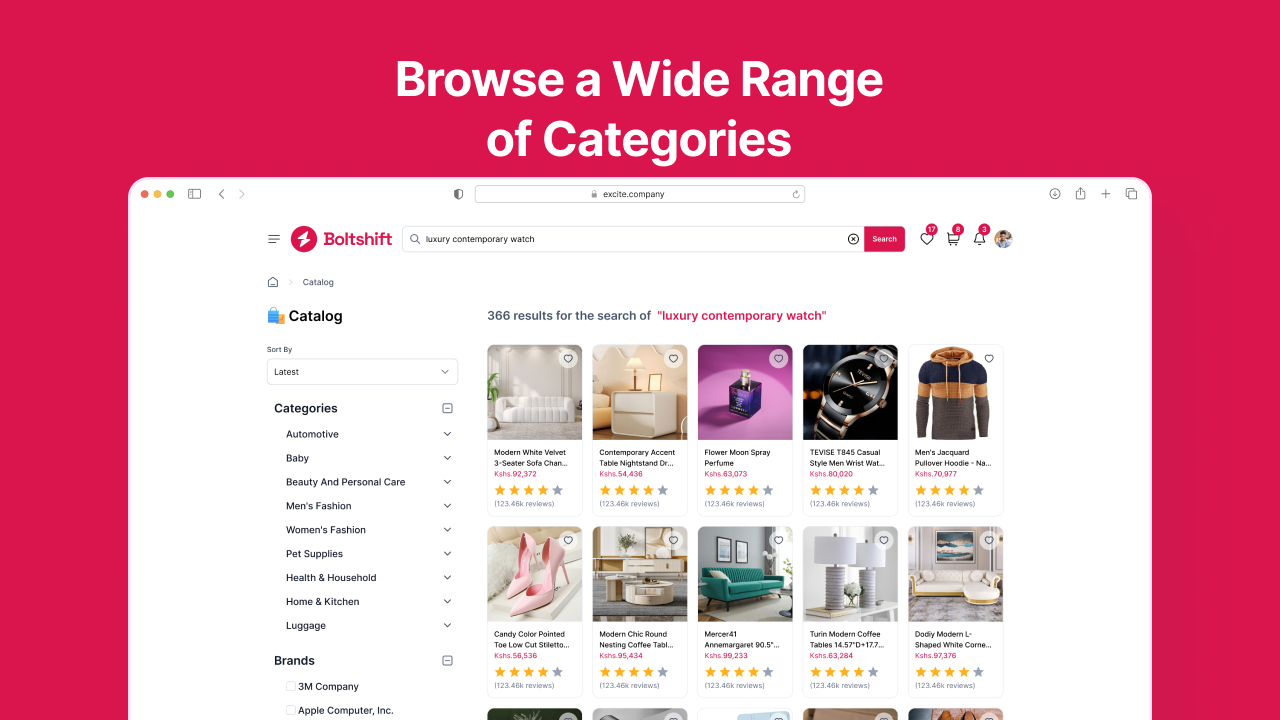 Browse a Wide Range
of Categories
excite.company
Boltshift
luxury contemporary watch
Search
17
8
3
Catalog
Catalog
366 results for the search of "luxury contemporary watch"
Sort By
Latest
Categories
Automotive
Baby
Beauty And Personal Care
Men's Fashion
Women's Fashion
Pet Supplies
Health & Household
Home & Kitchen
Luggage
Brands
3M Company
Apple Computer, Inc.
Modern White Velvet
3-Seater Sofa Chan...
Kshs.92,372
(123.46k reviews)
Contemporary Accent
Table Nightstand Dr...
Kshs.54,436
(123.46k reviews)
Flower Moon Spray
Perfume
Kshs.63,073
(123.46k reviews)
TEVISE
TEVISE T845 Casual
Style Men Wrist Wat...
Kshs.80,020
(123.46k reviews)
Men's Jacquard
Pullover Hoodie - Na...
Kshs.70,977
(123.46k reviews)
Candy Color Pointed
Toe Low Cut Stiletto...
Kshs.56,536
(123.46k reviews)
Modern Chic Round
Nesting Coffee Tabl...
Kshs.95,434
(123.46k reviews)
Mercer41
Annemargaret 90.5"...
Kshs.99,233
(123.46k reviews)
Turin Modern Coffee
Tables 14.57"D+17.7...
Kshs.63,284
(123.46k reviews)
Dodiy Modern L-
Shaped White Corne...
Kshs.97,376
(123.46k reviews)